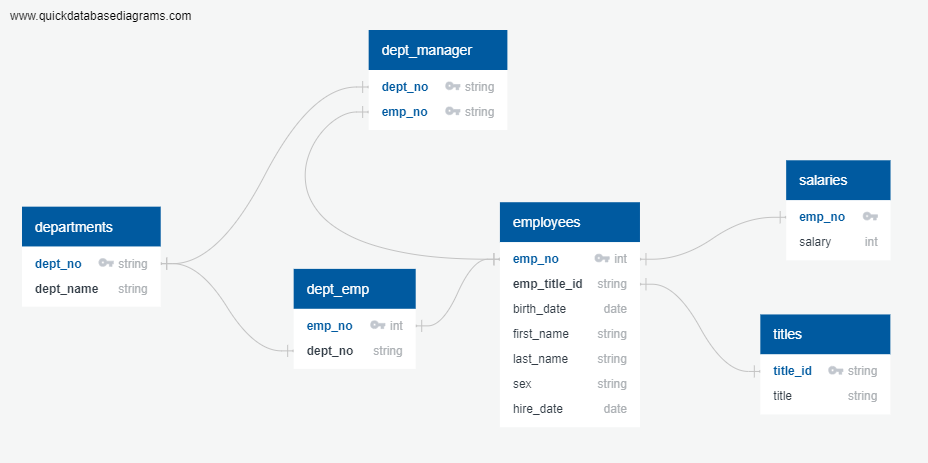 www.quickdatabasediagrams.com
dept_manager
dept_no string
emp_no string
departments
dept_no string
dept_name string
dept_emp
emp_no int
dept_no string
employees
emp_no int
emp_title_id string
birth_date date
first_name string
last_name string
sex string
hire_date date
salaries
emp_no
salary int
titles
title_id string
title string